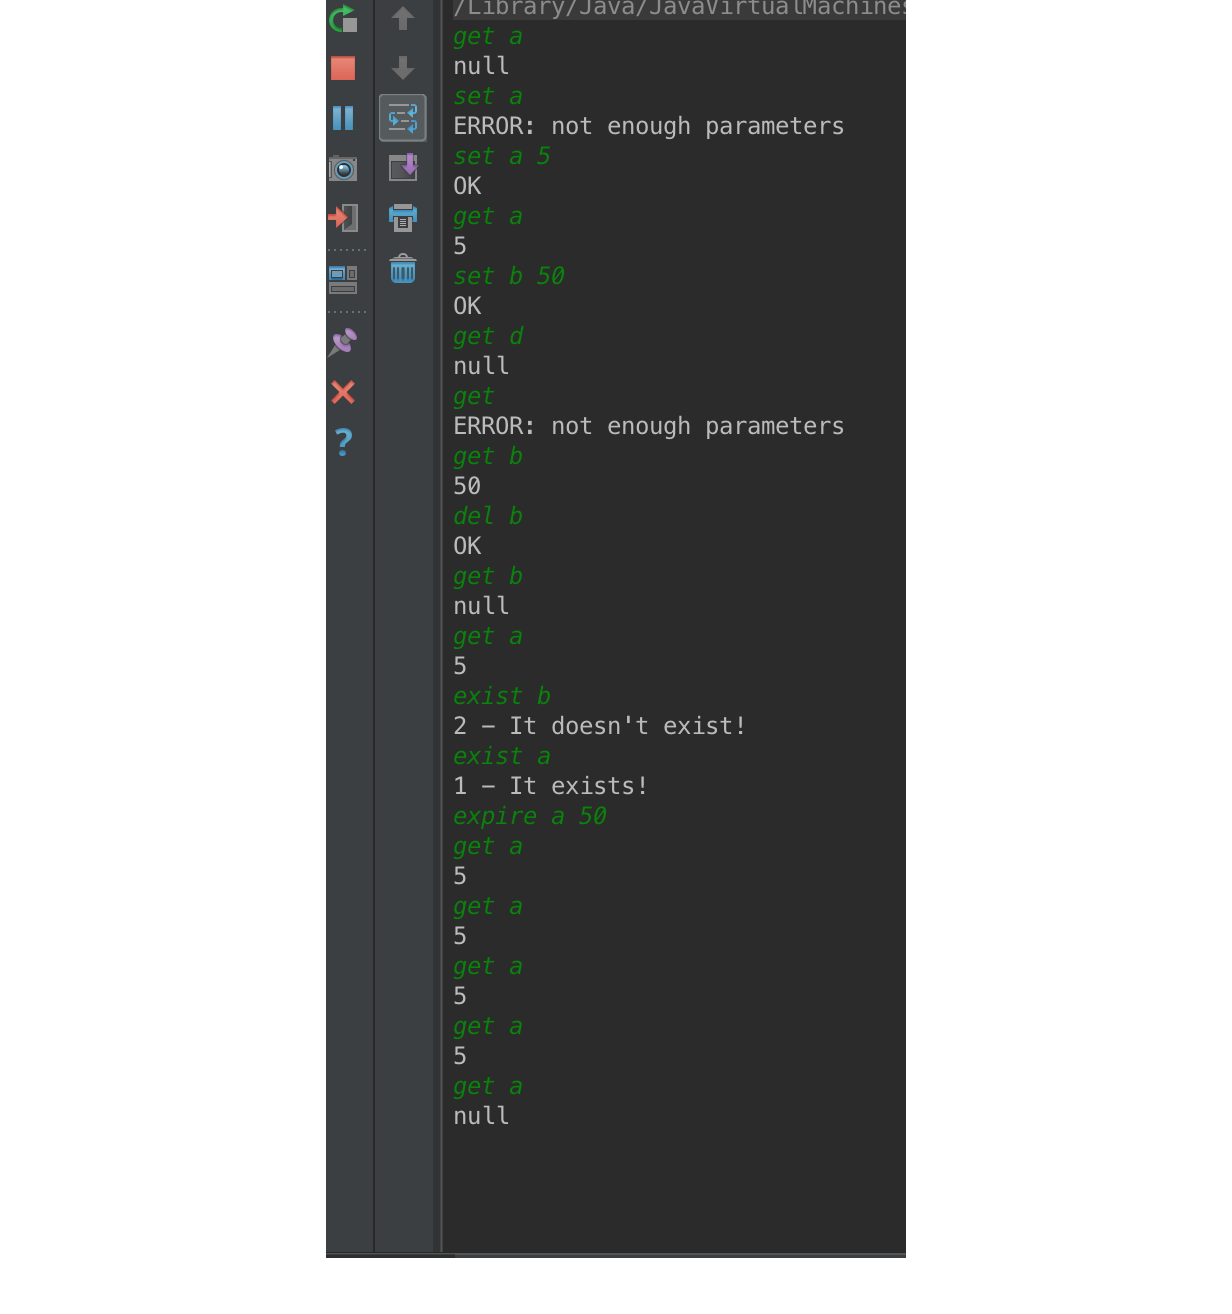 /Library/Java/JavaVirtualMachines
get a
null
set a
ERROR: not enough parameters
set a 5
OK
get a
5
set b 50
OK
get d
null
get
ERROR: not enough parameters
get b
50
del b
OK
get b
null
get a
5
exist b
2 – It doesn't exist!
exist a
1 – It exists!
expire a 50
get a
5
get a
5
get a
5
get a
5
get a
null
?